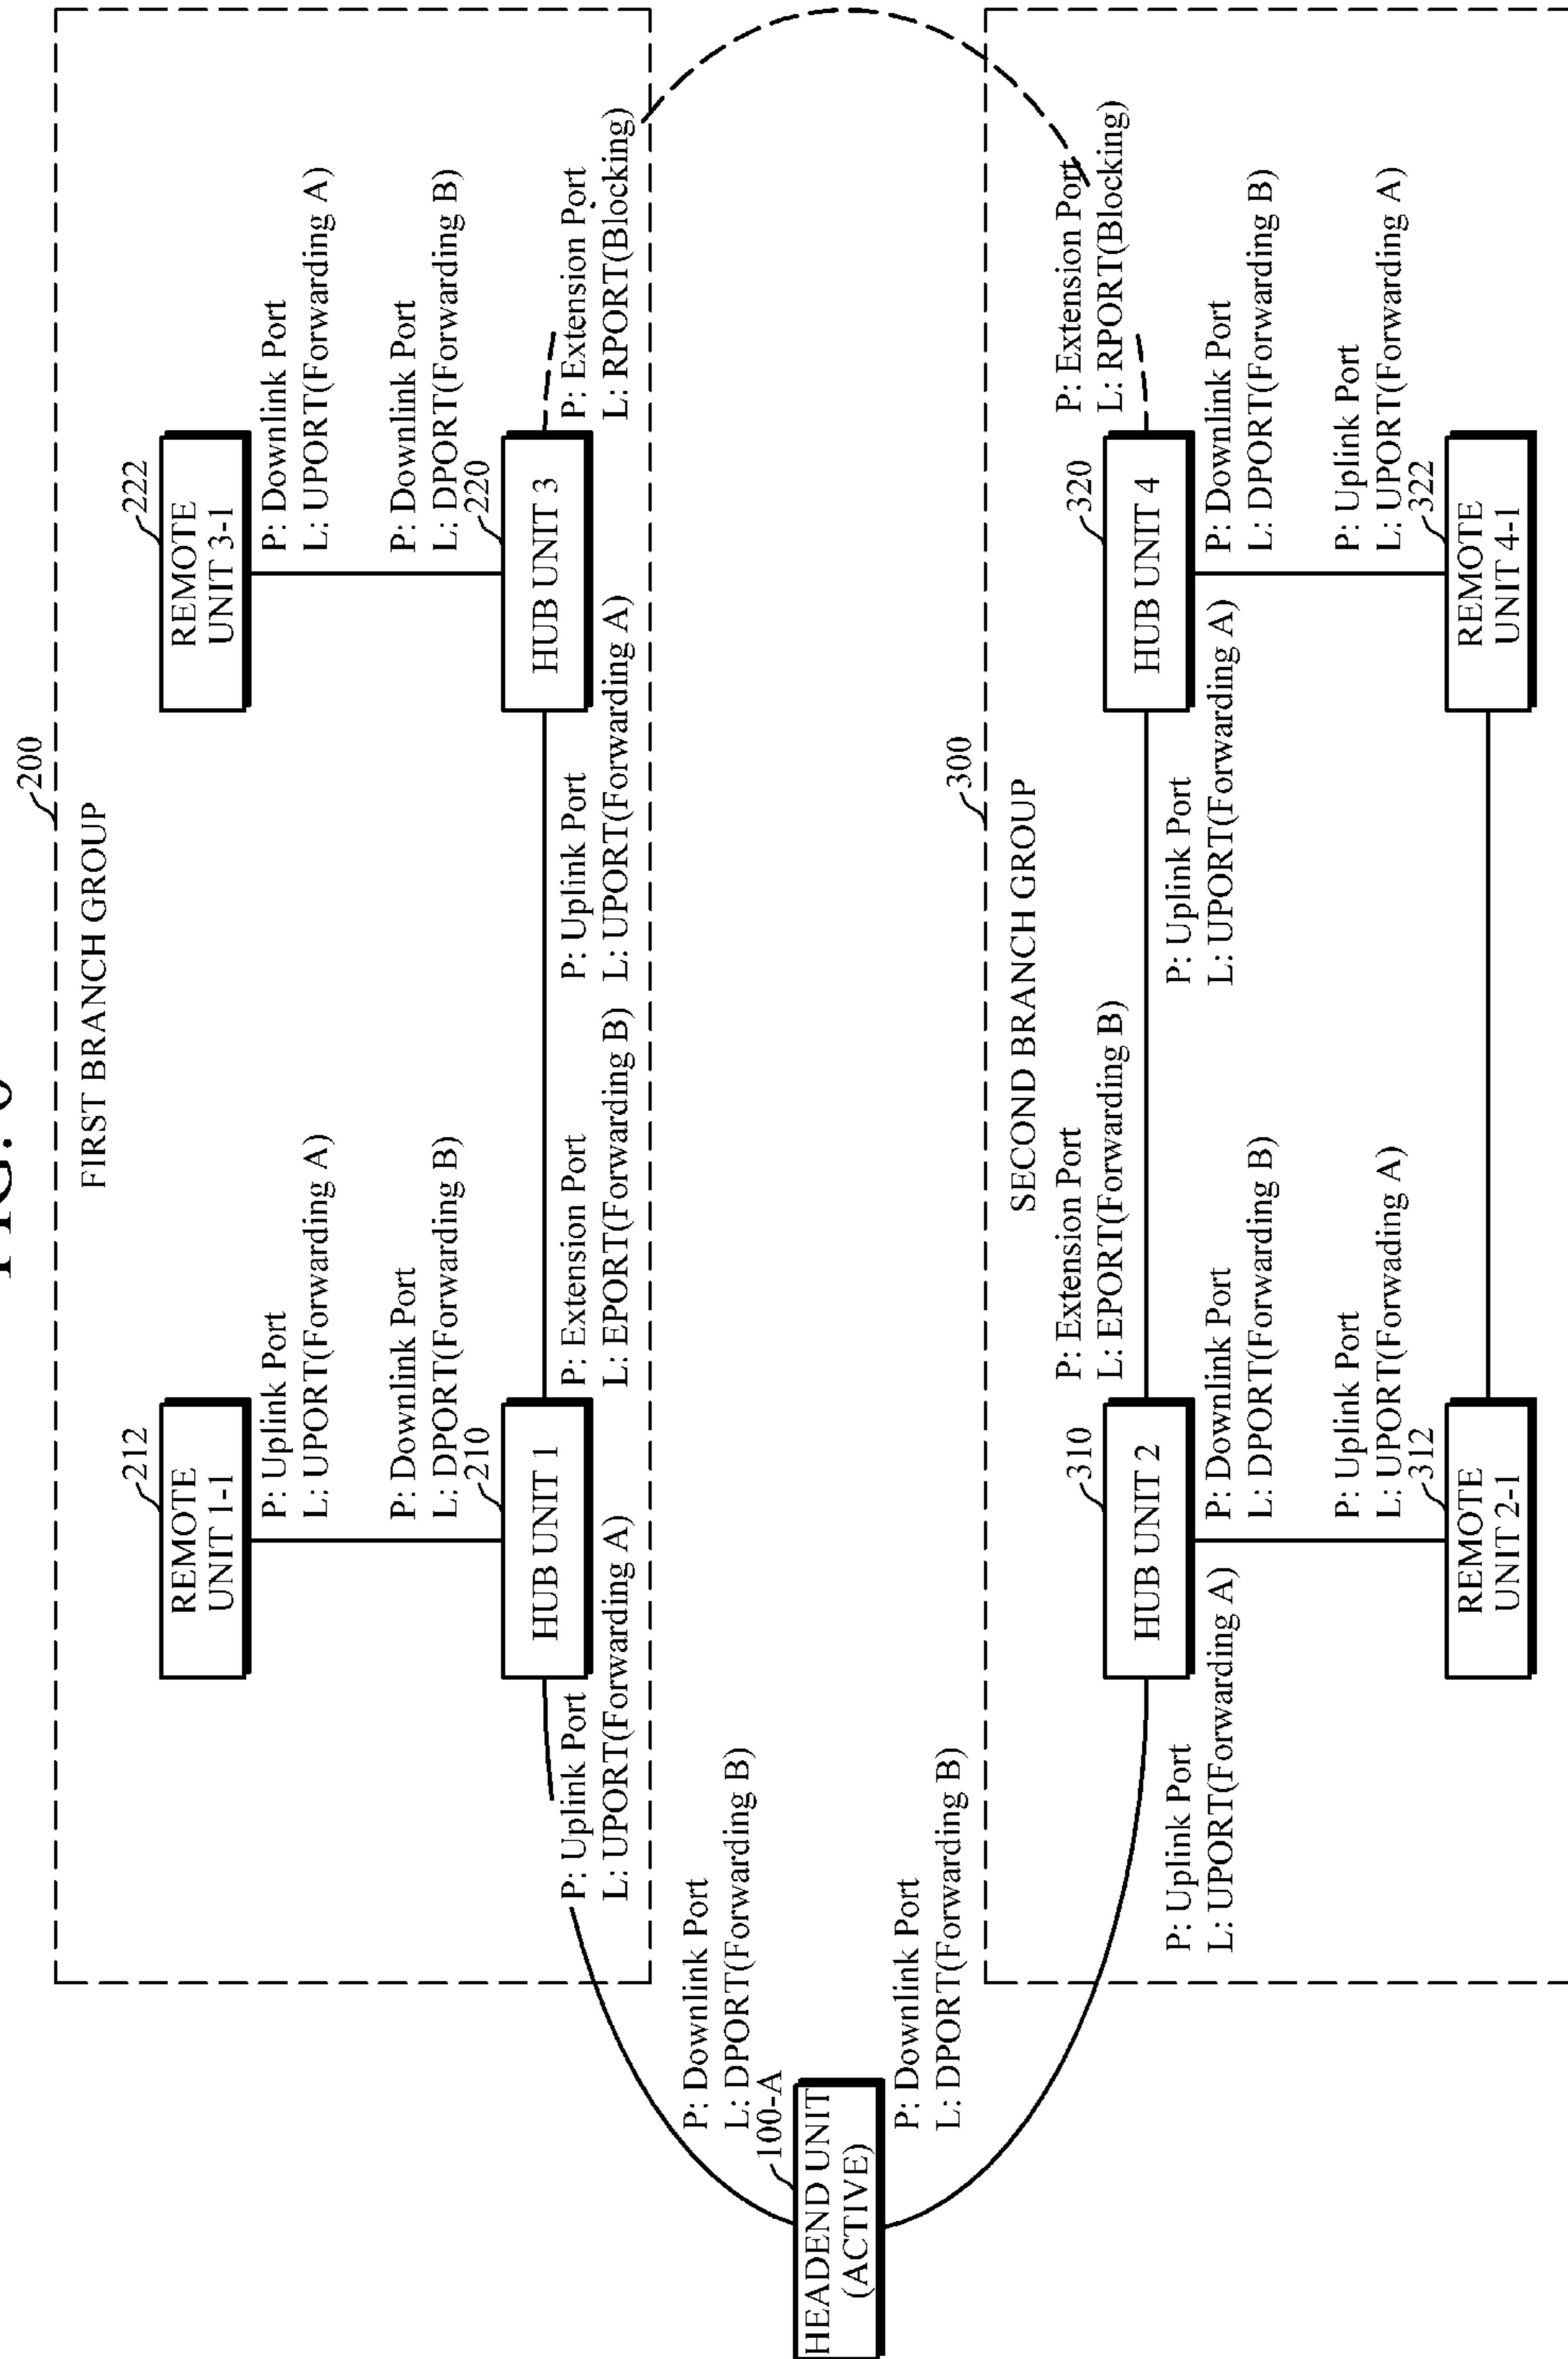 FIG.
200
FIRST BRANCH GROUP
212
REMOTE
UNIT 1-1
P: Uplink Port
L: UPORT(Forwarding A)
P: Downlink Port
L: DPORT(Forwarding B)
210
HUB UNIT 1
P: Uplink Port
L: UPORT(Forwarding A)
P: Extension Port
L: EPORT(Forwarding B)
222
REMOTE
UNIT 3-1
P: Downlink Port
L: UPORT(Forwarding A)
P: Downlink Port
L: DPORT(Forwarding B)
220
HUB UNIT 3
P: Uplink Port
L: UPORT(Forwarding A)
P: Extension Port
L: RPORT(Blocking)
P: Downlink Port
L: DPORT(Forwarding B)
100-A
HEADEND UNIT
(ACTIVE)
P: Downlink Port
L: DPORT(Forwarding B)
300
SECOND BRANCH GROUP
P: Extension Port
L: EPORT(Forwarding B)
310
HUB UNIT 2
P: Uplink Port
L: UPORT(Forwarding A)
P: Downlink Port
L: DPORT(Forwarding B)
P: Uplink Port
L: UPORT(Forwading A)
312
REMOTE
UNIT 2-1
P: Extension Port
L: RPORT(Blocking)
320
HUB UNIT 4
P: Uplink Port
L: UPORT(Forwarding A)
P: Downlink Port
L: DPORT(Forwarding B)
P: Uplink Port
L: UPORT(Forwarding A)
322
REMOTE
UNIT 4-1